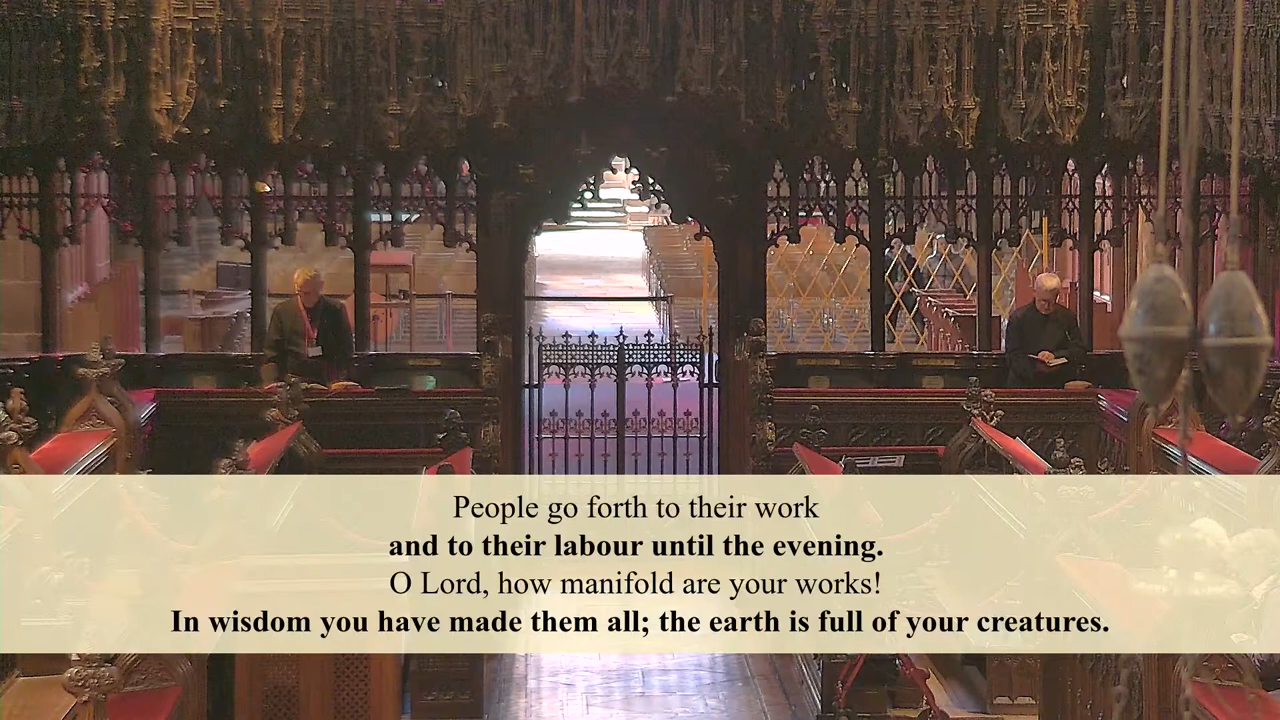 People go forth to their work
and to their labour until the evening.
O Lord, how manifold are your works!
In wisdom you have made them all; the earth is full of your creatures.